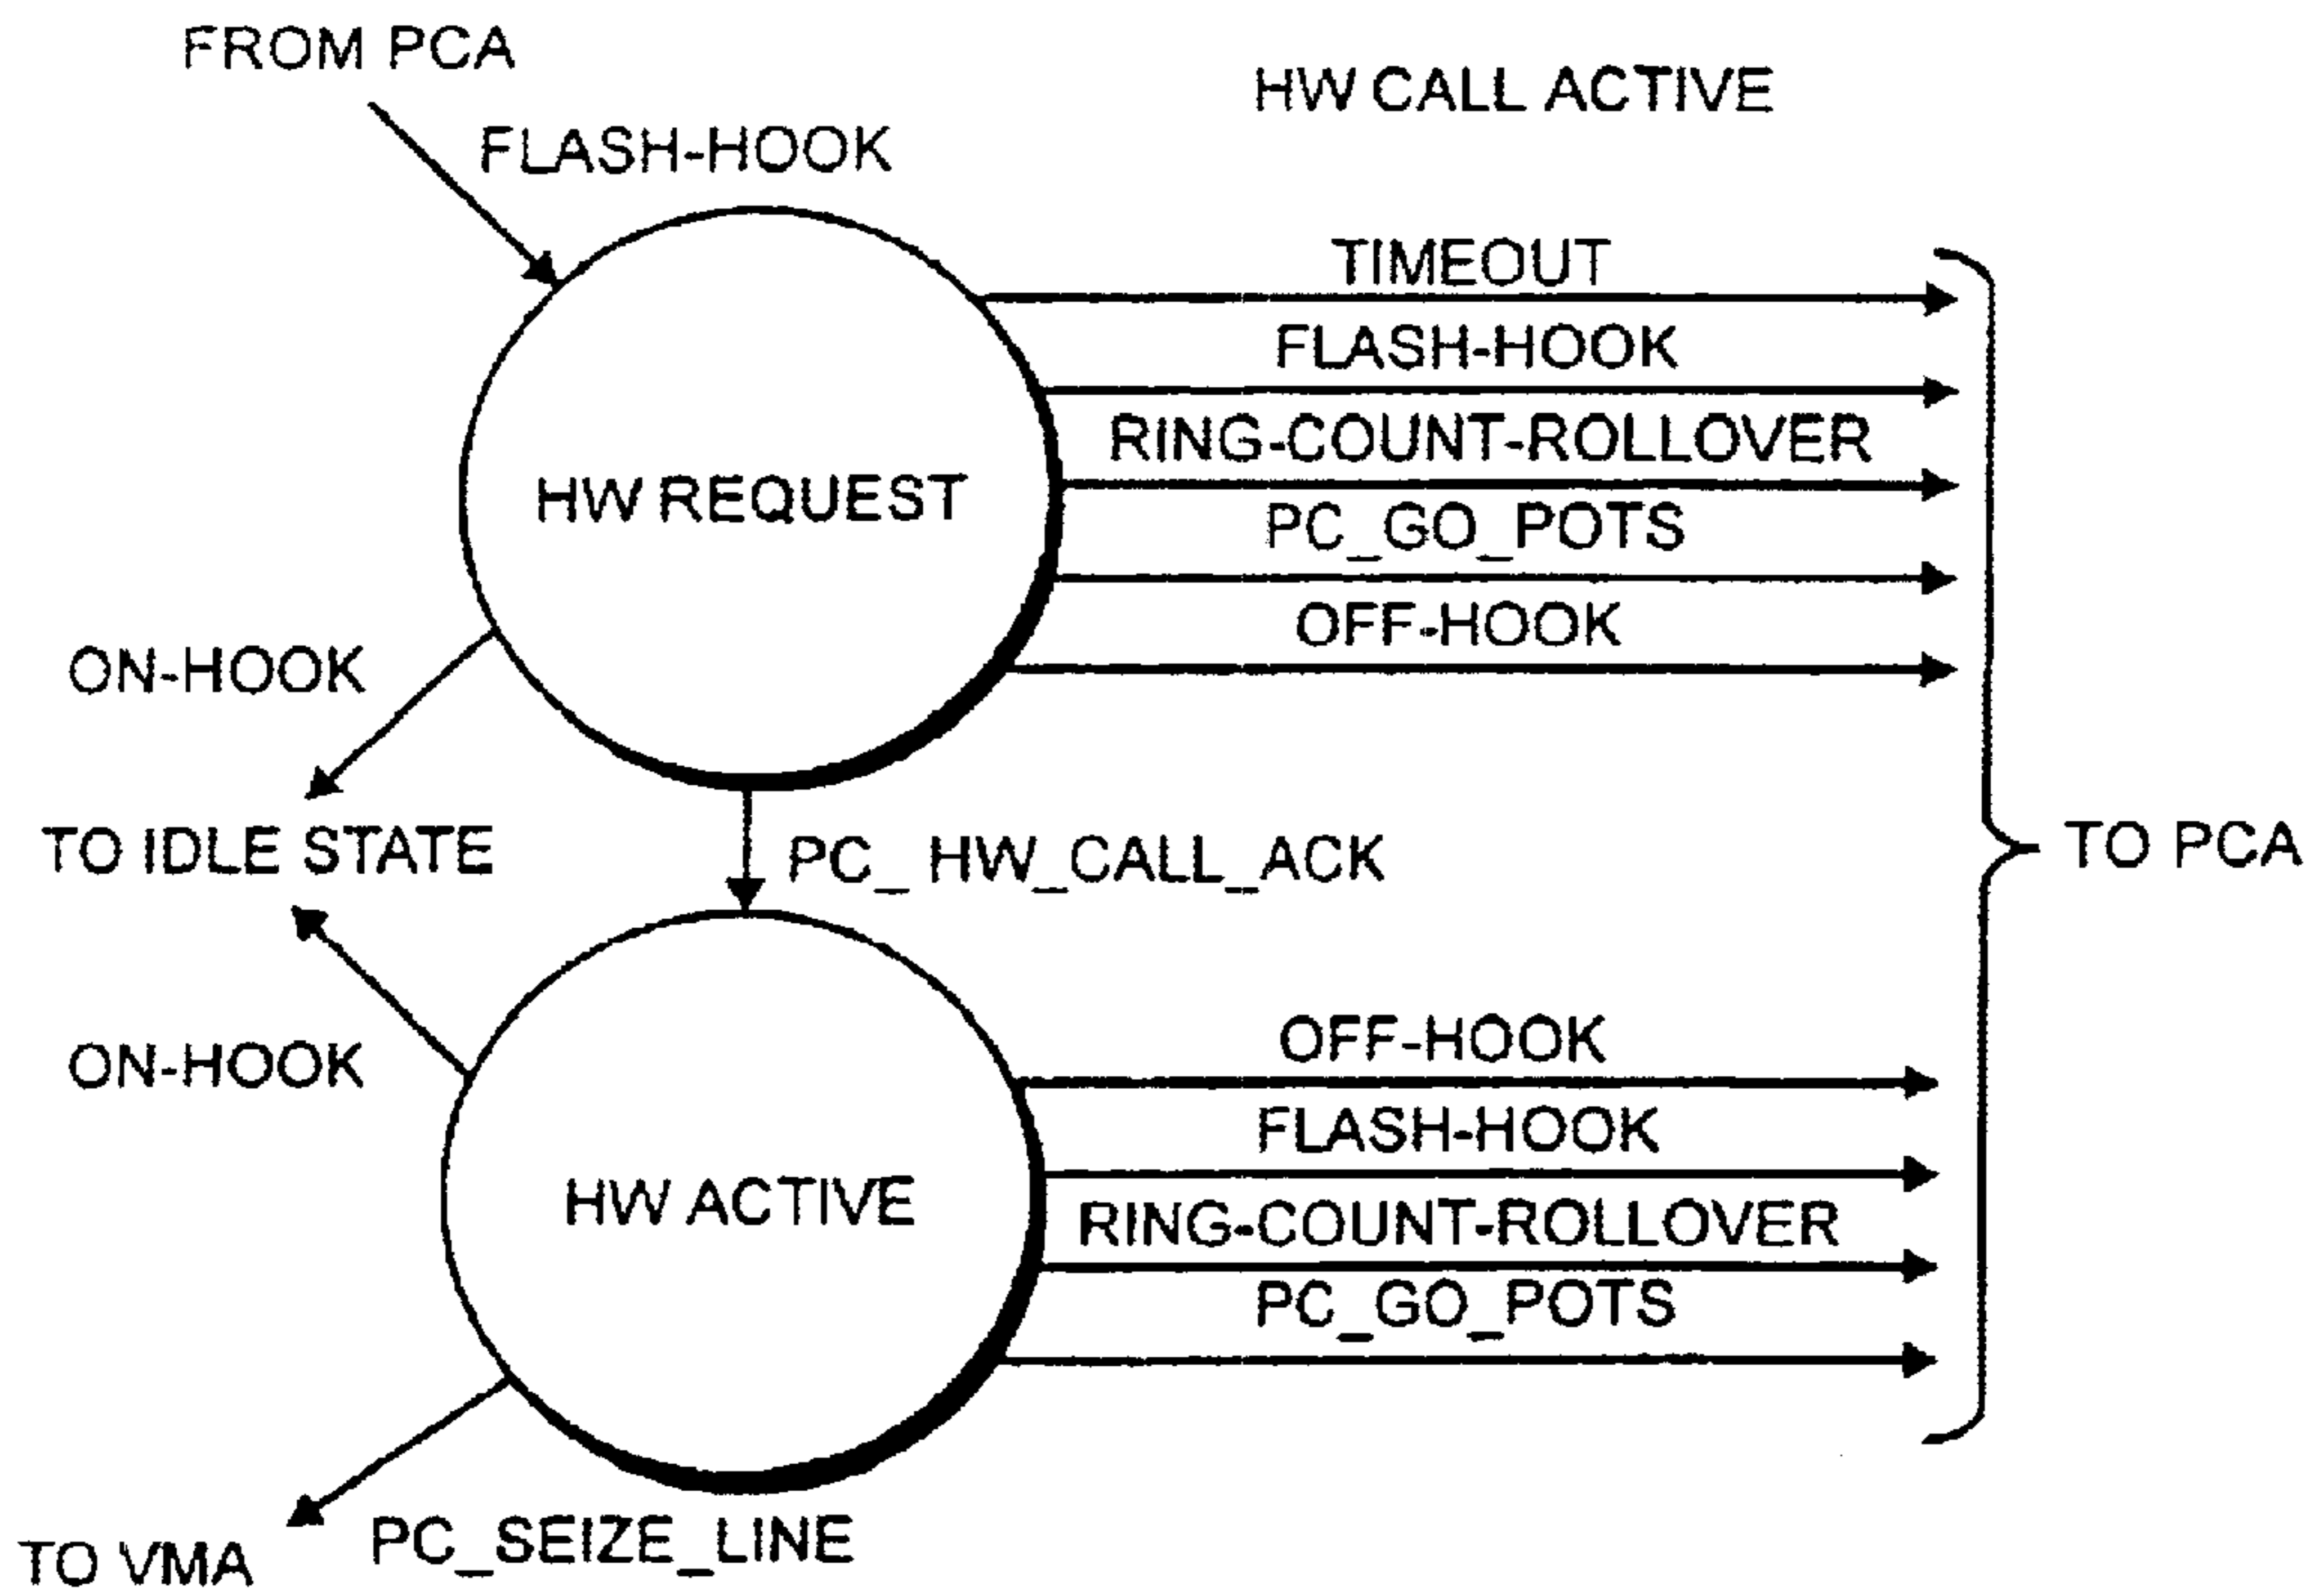 FROM PCA
HW CALL ACTIVE
FLASH-HOOK
TIMEOUT
FLASH-HOOK
RING-COUNT-ROLLOVER
HW REQUEST
PC_GO_POTS
OFF-HOOK
ON-HOOK
TO IDLE STATE
PC_ HW_CALL_ACK
TO PCA
OFF-HOOK
ON-HOOK
FLASH-HOOK
HW ACTIVE
RING-COUNT-ROLLOVER
PC_GO_POTS
PC_SEIZE_LINE
TO VMA